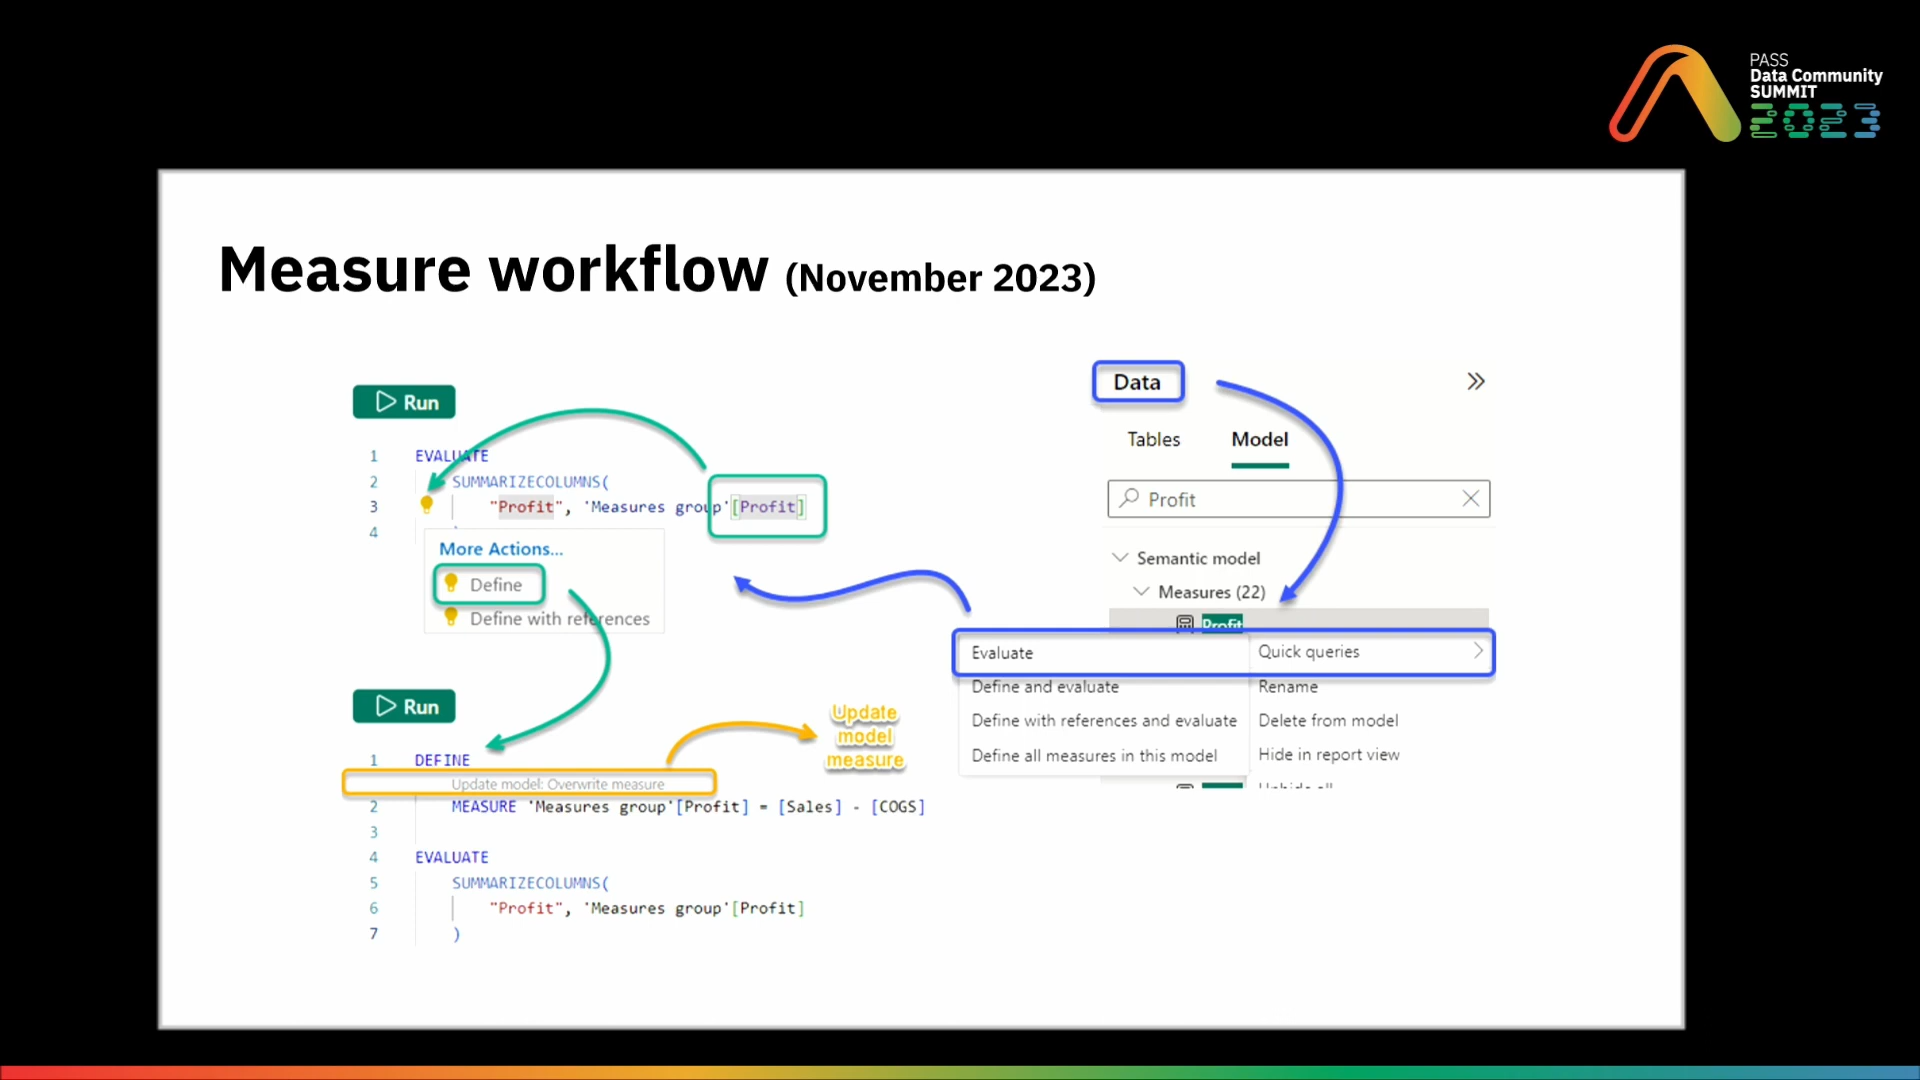 PASS
Data Community
SUMMIT
2023
Measure workflow (November 2023)
Run
1 EVALUATE
2 SUMMARIZECOLUMNS(
3 "Profit", 'Measures group'[Profit]
4
More Actions...
Define
Define with references
Run
1 DEFINE
Update model: Overwrite measure
2 MEASURE 'Measures group'[Profit] = [Sales] - [COGS]
3
4 EVALUATE
5 SUMMARIZECOLUMNS(
6 "Profit", 'Measures group'[Profit]
7 )
Update
model
measure
Data
Tables Model
Profit
Semantic model
Measures (22)
Profit
Evaluate
Define and evaluate
Define with references and evaluate
Define all measures in this model
Quick queries
Rename
Delete from model
Hide in report view